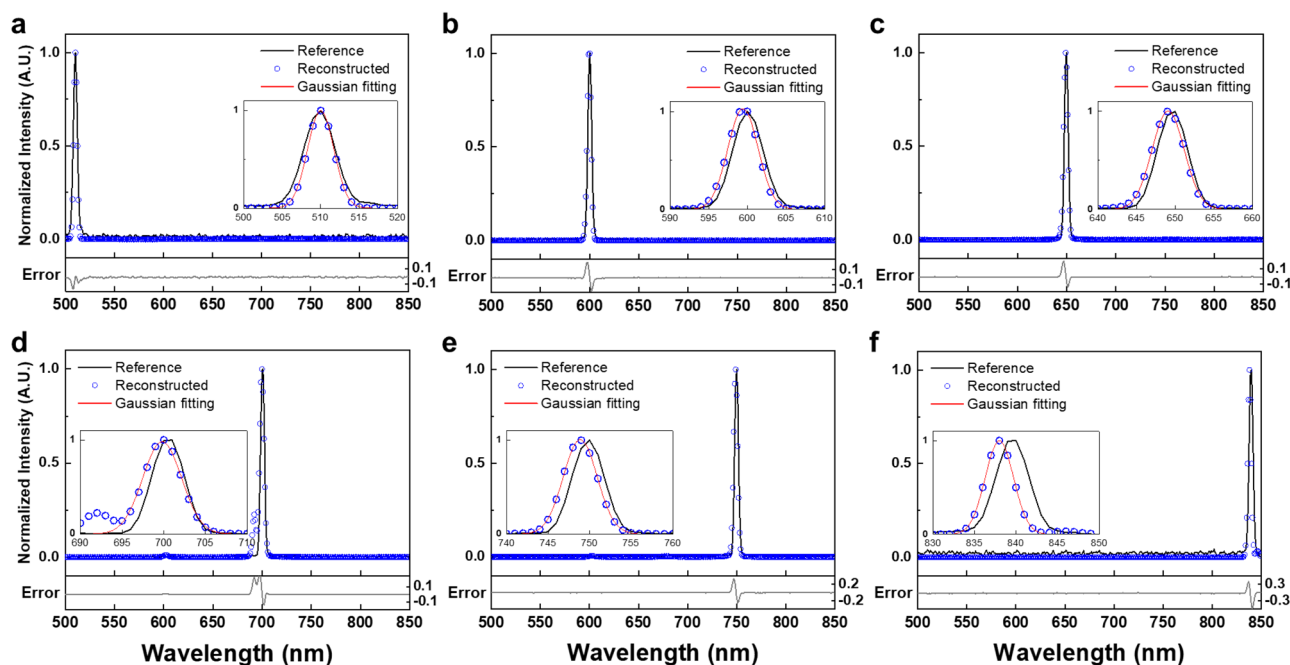 a
Normalized Intensity (A.U.)
1.0
0.5
0.0
Reference
Reconstructed
Gaussian fitting
1
0
500 505 510 515 520
Error
0.1
-0.1
500 550 600 650 700 750 800 850
b
1.0
0.5
0.0
Reference
Reconstructed
Gaussian fitting
1
0
590 595 600 605 610
Error
0.1
-0.1
500 550 600 650 700 750 800 850
c
1.0
0.5
0.0
Reference
Reconstructed
Gaussian fitting
1
0
640 645 650 655 660
Error
0.1
-0.1
500 550 600 650 700 750 800 850
d
Normalized Intensity (A.U.)
1.0
0.5
0.0
Reference
Reconstructed
Gaussian fitting
1
0
690 695 700 705 710
Error
0.1
-0.1
500 550 600 650 700 750 800 850
Wavelength (nm)
e
1.0
0.5
0.0
Reference
Reconstructed
Gaussian fitting
1
0
740 745 750 755 760
Error
0.2
-0.2
500 550 600 650 700 750 800 850
Wavelength (nm)
f
1.0
0.5
0.0
Reference
Reconstructed
Gaussian fitting
1
0
830 835 840 845 850
Error
0.3
-0.3
500 550 600 650 700 750 800 850
Wavelength (nm)